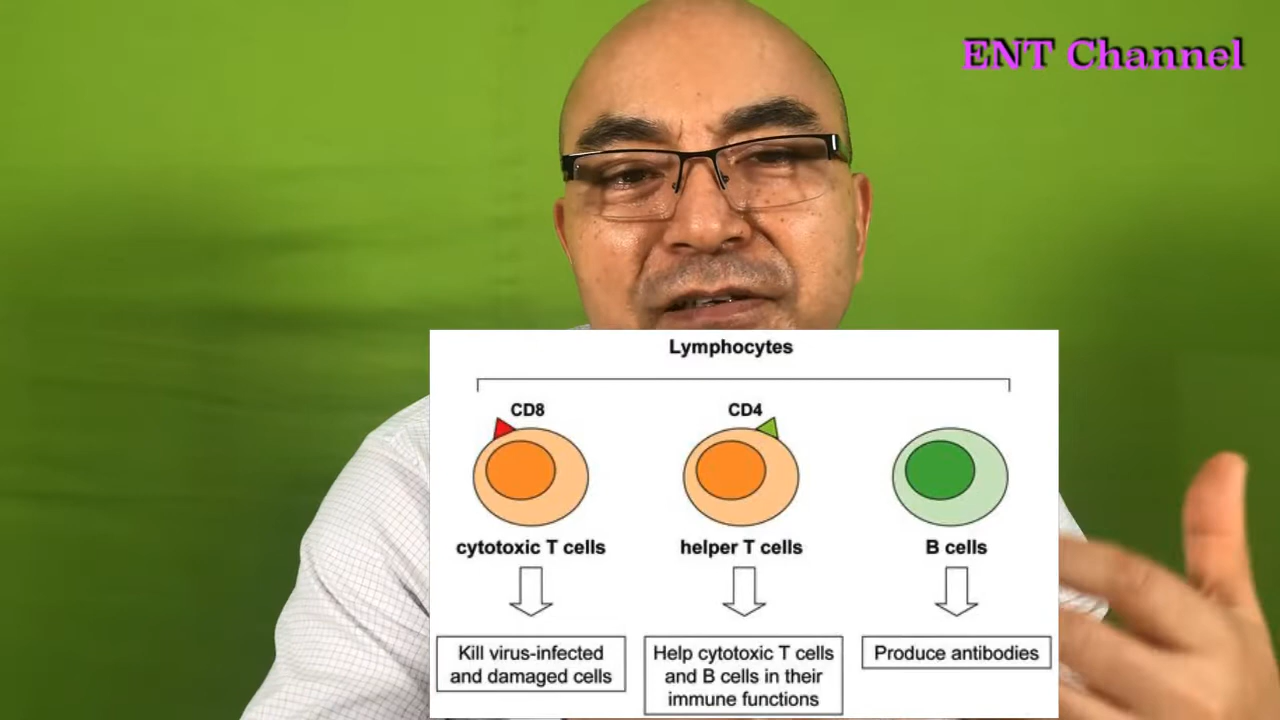 ENT Channel
Lymphocytes
CD8
CD4
cytotoxic T cells
helper T cells
B cells
Kill virus-infected
and damaged cells
Help cytotoxic T cells
and B cells in their
immune functions
Produce antibodies